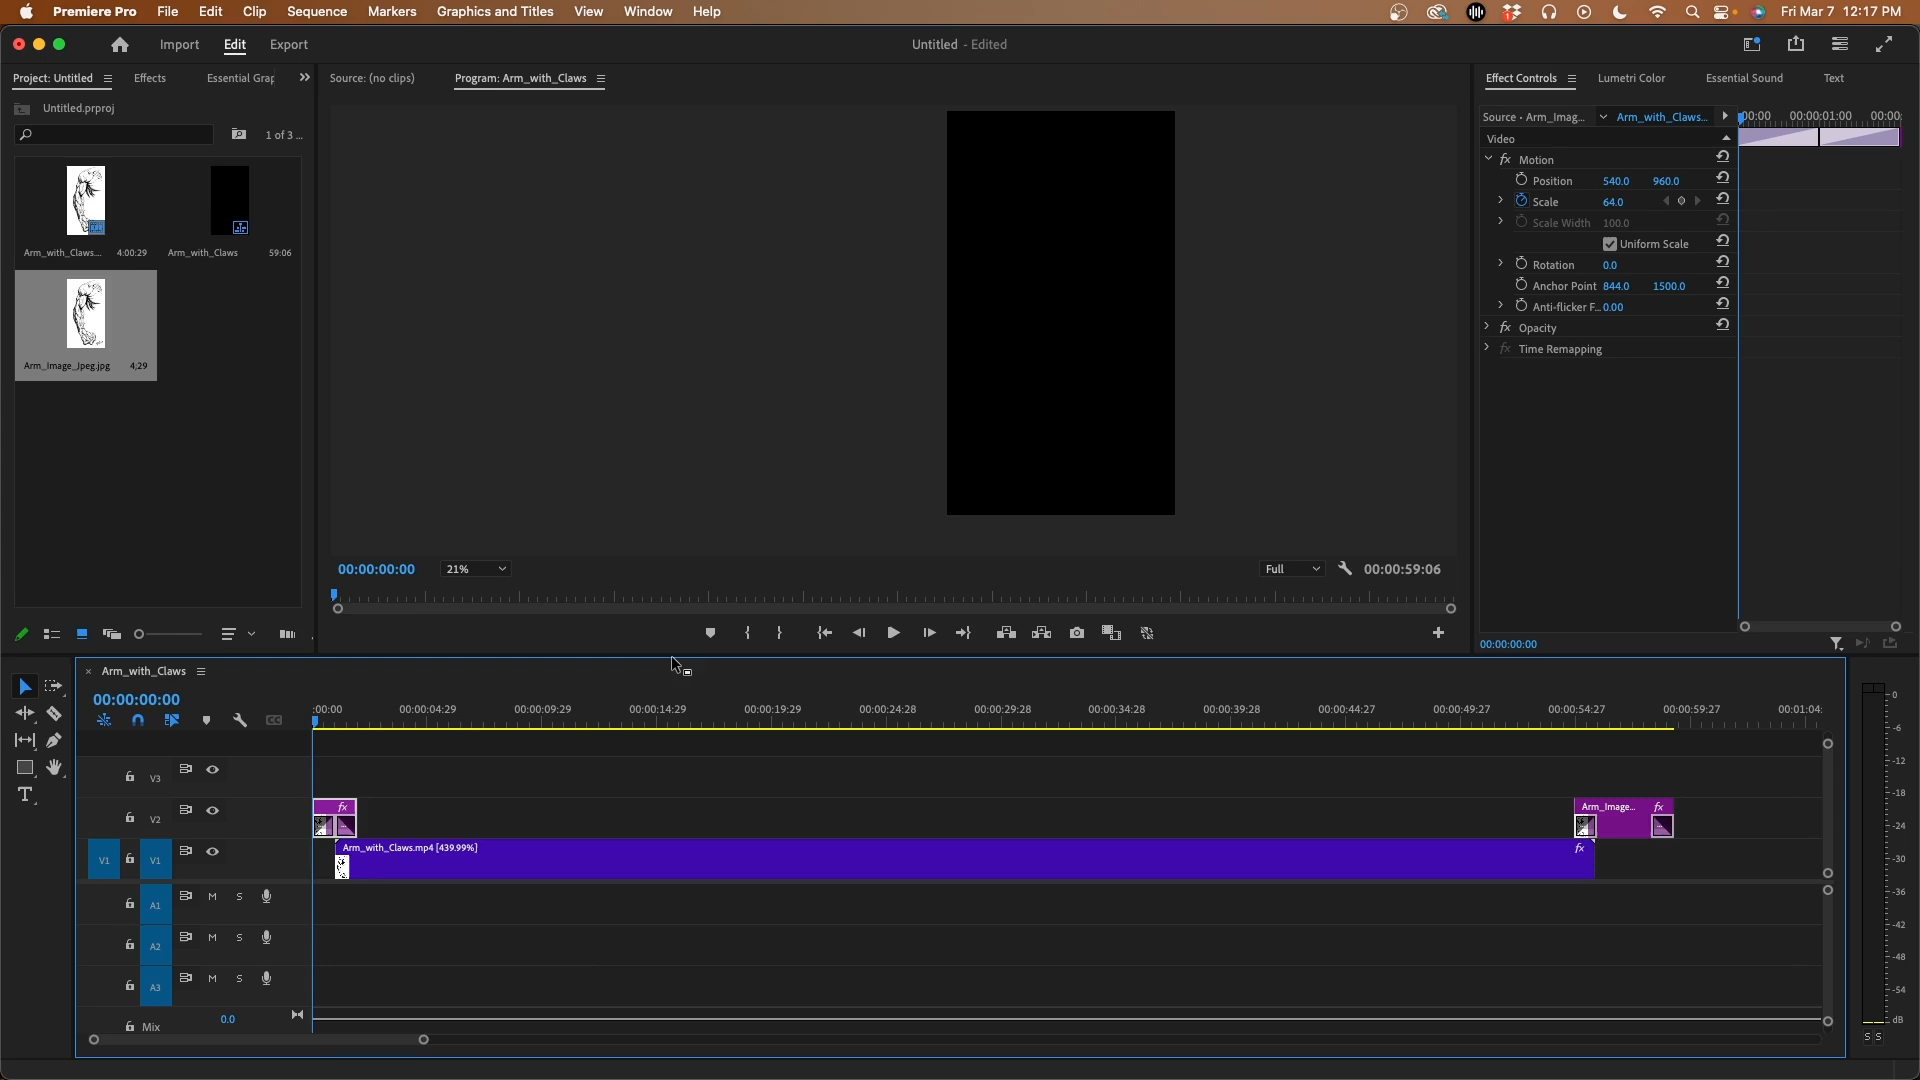 Premiere Pro File Edit Clip Sequence Markers Graphics and Titles View Window Help Fri Mar 7 12:17 PM
Import Edit Export Untitled - Edited
Project: Untitled Effects Essential Grap
Untitled.prproj
1 of 3 ...
Arm_with_Claws... 4:00:29 Arm_with_Claws 59:06
Arm_Image_Jpeg.jpg 4;29
Source: (no clips) Program: Arm_with_Claws
00:00:00:00 21% Full 00:00:59:06
Effect Controls Lumetri Color Essential Sound Text
Source • Arm_Imag... Arm_with_Claws... 00:00 00:00:01:00 00:00:
Video
fx Motion
Position 540.0 960.0
Scale 64.0
Scale Width 100.0
Uniform Scale
Rotation 0.0
Anchor Point 844.0 1500.0
Anti-flicker F... 0.00
fx Opacity
fx Time Remapping
00:00:00:00
T
Arm_with_Claws
00:00:00:00
CC
:00:00 00:00:04:29 00:00:09:29 00:00:14:29 00:00:19:29 00:00:24:28 00:00:29:28 00:00:34:28 00:00:39:28 00:00:44:27 00:00:49:27 00:00:54:27 00:00:59:27 00:01:04:
V3
V2 fx Arm_Image... fx
V1 V1 Arm_with_Claws.mp4 [439.99%] fx
A1 M S
A2 M S
A3 M S
Mix 0.0
0
-6
-12
-18
-24
-30
-36
-42
-48
-54
dB
S S